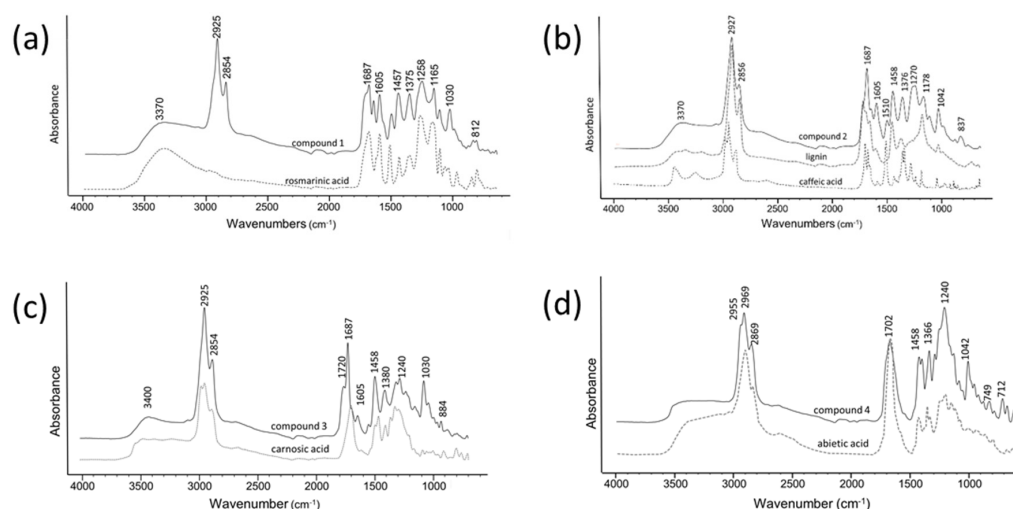 (a)
Absorbance
3370
2925
2854
1687
1605
1457
1375
1258
1165
1030
812
compound 1
rosmarinic acid
4000 3000 2000 1500 1000
Wavenumbers (cm-1)
(b)
Absorbance
3370
2927
2856
1687
1605
1510
1458
1376
1270
1178
1042
837
compound 2
lignin
caffeic acid
4000 3500 3000 2500 2000 1500 1000
Wavenumbers (cm-1)
(c)
Absorbance
3400
2925
2854
1720
1687
1605
1458
1380
1240
1030
884
compound 3
carnosic acid
4000 3000 2500 2000 1500 1000
Wavenumber (cm-1)
(d)
Absorbance
2955
2969
2869
1702
1458
1366
1240
1042
749
712
compound 4
abietic acid
4000 3500 3000 2500 2000 1500 1000
Wavenumber (cm-1)